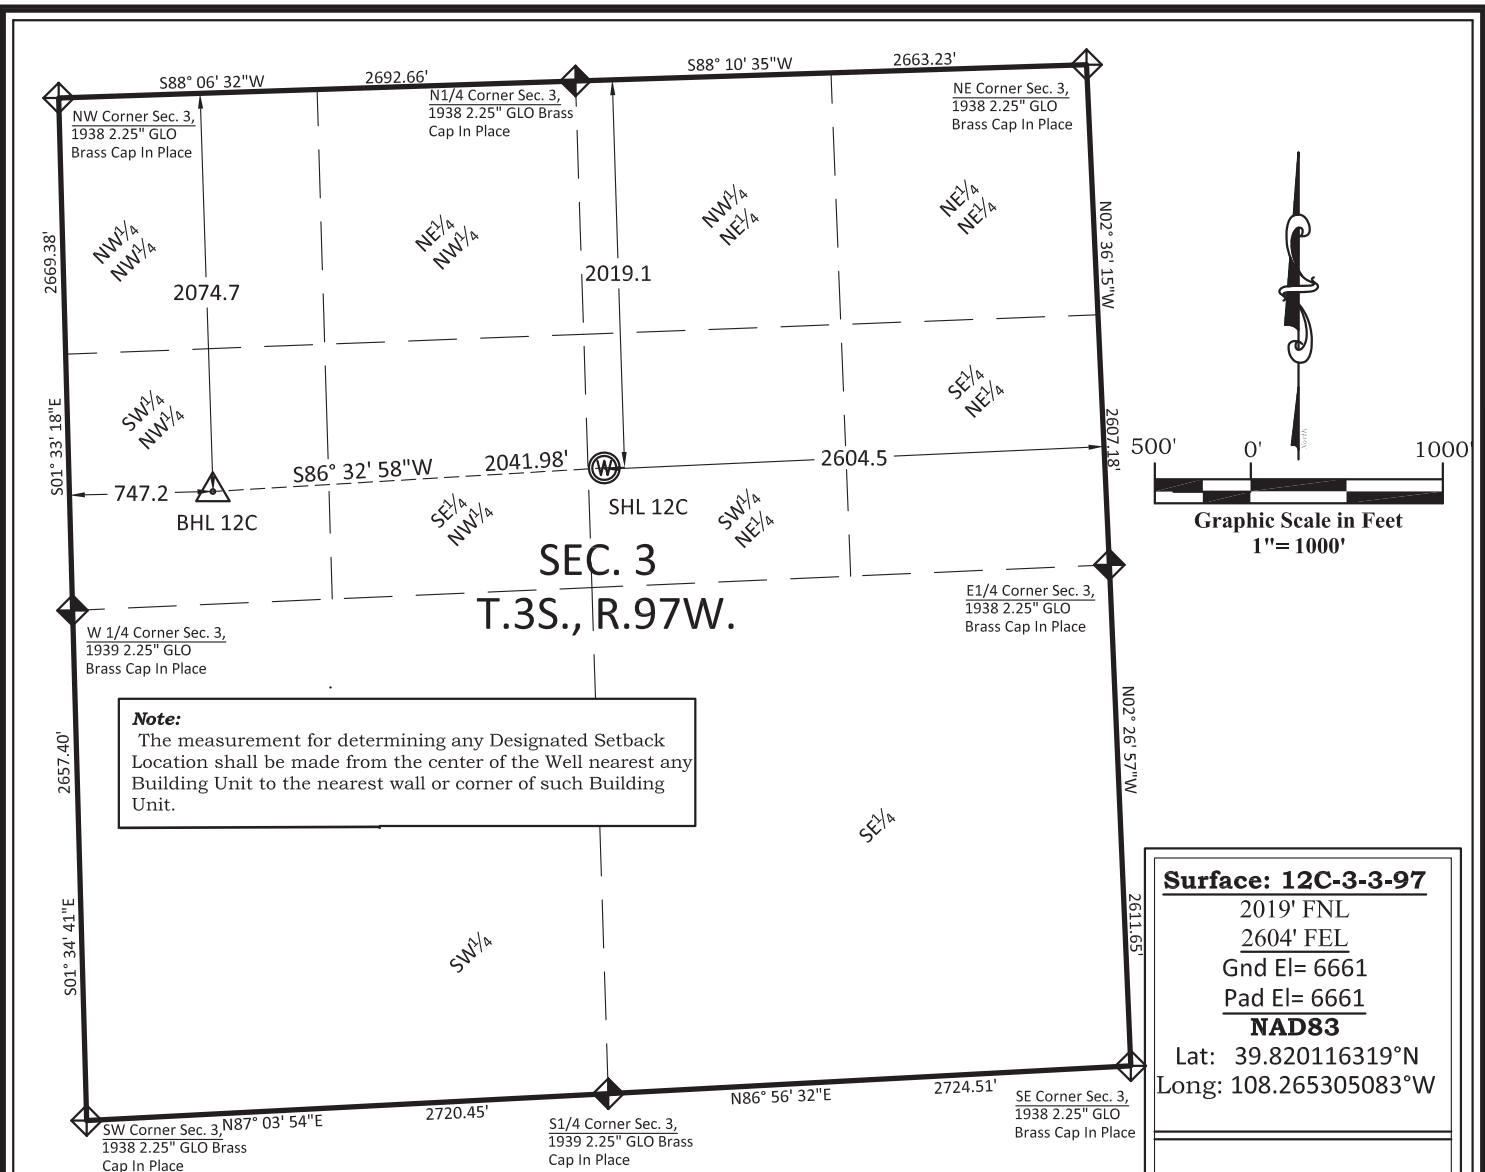 S88° 06' 32"W
2692.66'
S88° 10' 35"W
2663.23'
NW Corner Sec. 3,
1938 2.25" GLO
Brass Cap In Place
N1/4 Corner Sec. 3,
1938 2.25" GLO Brass
Cap In Place
NE Corner Sec. 3,
1938 2.25" GLO
Brass Cap In Place
NW1/4
NW1/4
NE1/4
NW1/4
NW1/4
NE1/4
NE1/4
NE1/4
2669.38'
N02° 36' 15"W
2074.7
2019.1
North
SW1/4
NW1/4
SE1/4
NE1/4
S01° 33' 18"E
2607.18'
S86° 32' 58"W
2041.98'
2604.5
747.2
BHL 12C
W
SHL 12C
SE1/4
NW1/4
SW1/4
NE1/4
500'
0'
1000'
Graphic Scale in Feet
1"= 1000'
SEC. 3
T.3S., R.97W.
W 1/4 Corner Sec. 3,
1939 2.25" GLO
Brass Cap In Place
E1/4 Corner Sec. 3,
1938 2.25" GLO
Brass Cap In Place
Note:
The measurement for determining any Designated Setback
Location shall be made from the center of the Well nearest any
Building Unit to the nearest wall or corner of such Building
Unit.
2657.40'
N02° 26' 57"W
SE1/4
SW1/4
S01° 34' 41"E
2611.65'
Surface: 12C-3-3-97
2019' FNL
2604' FEL
Gnd El= 6661
Pad El= 6661
NAD83
Lat: 39.820116319°N
Long: 108.265305083°W
SW Corner Sec. 3,
1938 2.25" GLO Brass
Cap In Place
N87° 03' 54"E
2720.45'
S1/4 Corner Sec. 3,
1939 2.25" GLO Brass
Cap In Place
N86° 56' 32"E
2724.51'
SE Corner Sec. 3,
1938 2.25" GLO
Brass Cap In Place